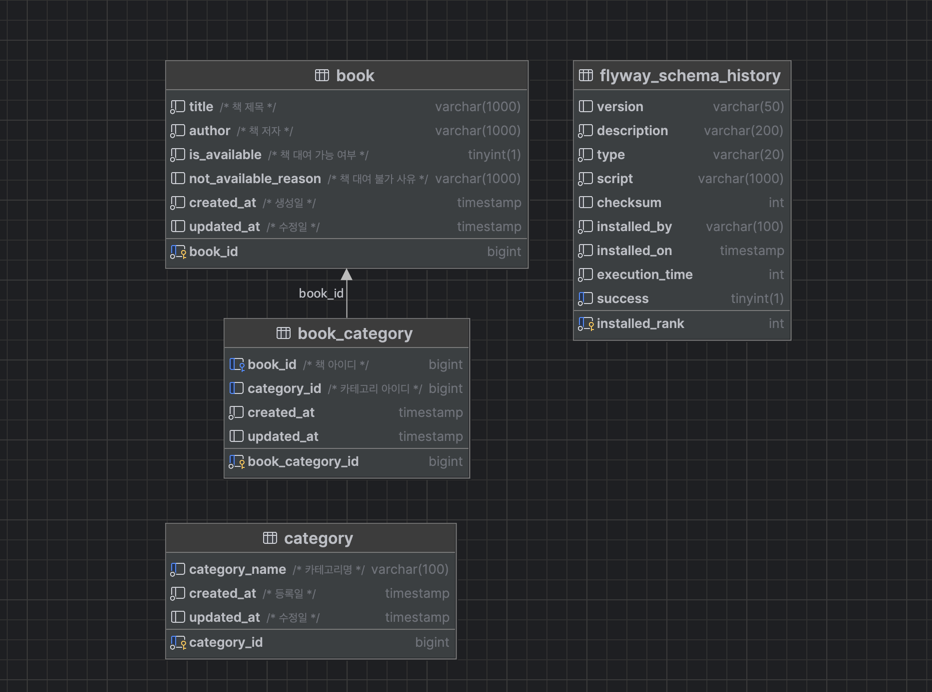 book
title /* 책 제목 */ varchar(1000)
author /* 책 저자 */ varchar(1000)
is_available /* 책 대여 가능 여부 */ tinyint(1)
not_available_reason /* 책 대여 불가 사유 */ varchar(1000)
created_at /* 생성일 */ timestamp
updated_at /* 수정일 */ timestamp
book_id bigint
book_id
book_category
book_id /* 책 아이디 */ bigint
category_id /* 카테고리 아이디 */ bigint
created_at timestamp
updated_at timestamp
book_category_id bigint
category
category_name /* 카테고리명 */ varchar(100)
created_at /* 등록일 */ timestamp
updated_at /* 수정일 */ timestamp
category_id bigint
flyway_schema_history
version varchar(50)
description varchar(200)
type varchar(20)
script varchar(1000)
checksum int
installed_by varchar(100)
installed_on timestamp
execution_time int
success tinyint(1)
installed_rank int